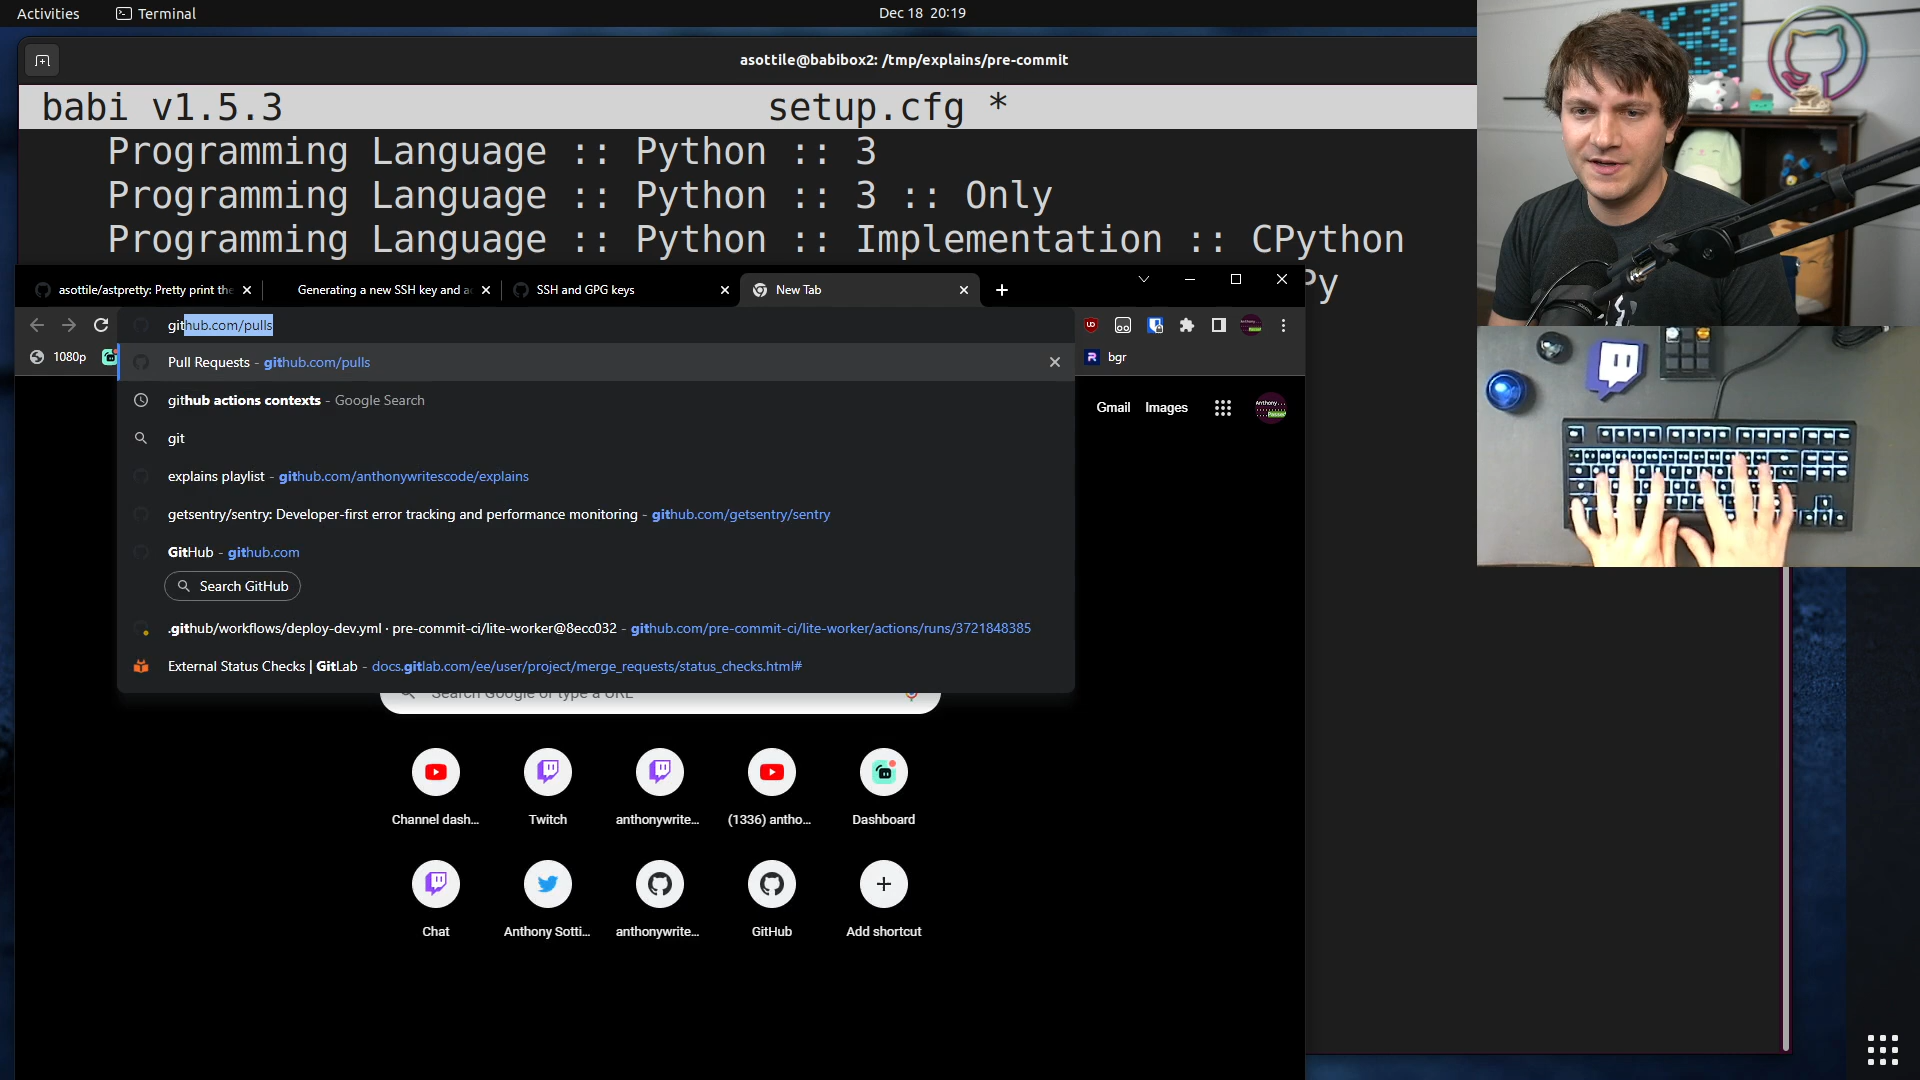 Activities
Terminal
Dec 18 20:19
asottile@babibox2: /tmp/explains/pre-commit
babi v1.5.3 setup.cfg *
Programming Language :: Python :: 3
Programming Language :: Python :: 3 :: Only
Programming Language :: Python :: Implementation :: CPython
Py
asottile/astpretty: Pretty print the
Generating a new SSH key and a
SSH and GPG keys
New Tab
github.com/pulls
1080p
bgr
Pull Requests - github.com/pulls
github actions contexts - Google Search
git
explains playlist - github.com/anthonywritescode/explains
getsentry/sentry: Developer-first error tracking and performance monitoring - github.com/getsentry/sentry
GitHub - github.com
Search GitHub
.github/workflows/deploy-dev.yml · pre-commit-ci/lite-worker@8ecc032 - github.com/pre-commit-ci/lite-worker/actions/runs/3721848385
External Status Checks | GitLab - docs.gitlab.com/ee/user/project/merge_requests/status_checks.html#
Gmail Images
Search Google or type a URL
Channel dash...
Twitch
anthonywrite...
(1336) antho...
Dashboard
Chat
Anthony Sotti...
anthonywrite...
GitHub
Add shortcut